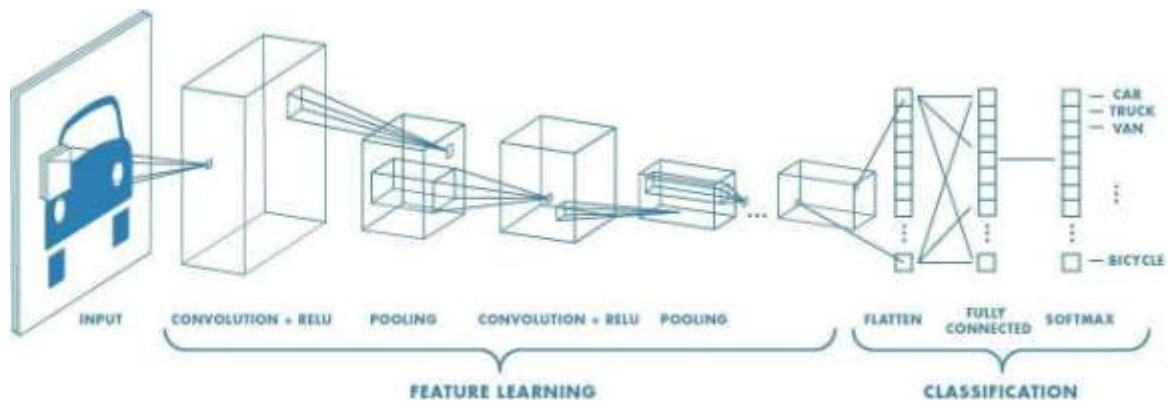 CAR
TRUCK
VAN
BICYCLE
INPUT
CONVOLUTION + RELU
POOLING
CONVOLUTION + RELU
POOLING
FLATTEN
FULLY
CONNECTED
SOFTMAX
FEATURE LEARNING
CLASSIFICATION